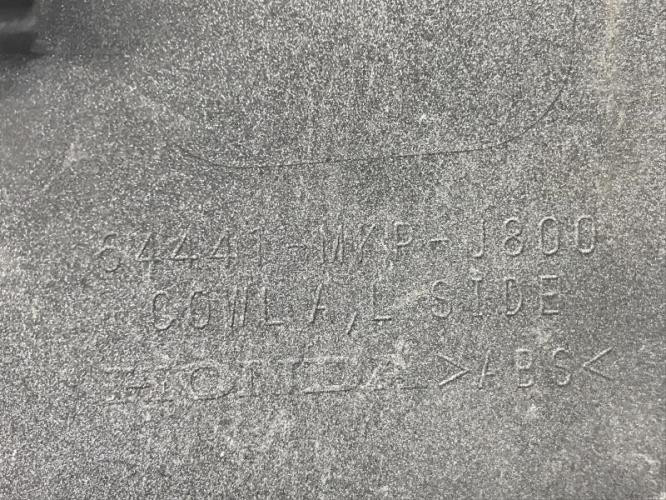 64441-MKP-J800
COWL A, L SIDE
HONDA >ABS<